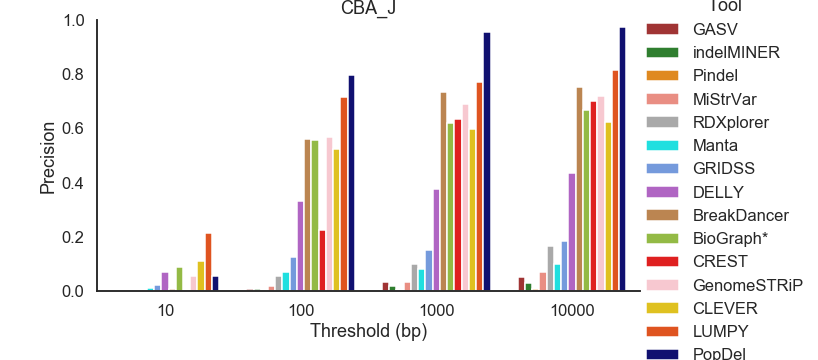 CBA_J
Tool
1.0
0.8
0.6
0.4
0.2
0.0
Precision
10
100
1000
10000
Threshold (bp)
GASV
indelMINER
Pindel
MiStrVar
RDXplorer
Manta
GRIDSS
DELLY
BreakDancer
BioGraph*
CREST
GenomeSTRiP
CLEVER
LUMPY
PopDel